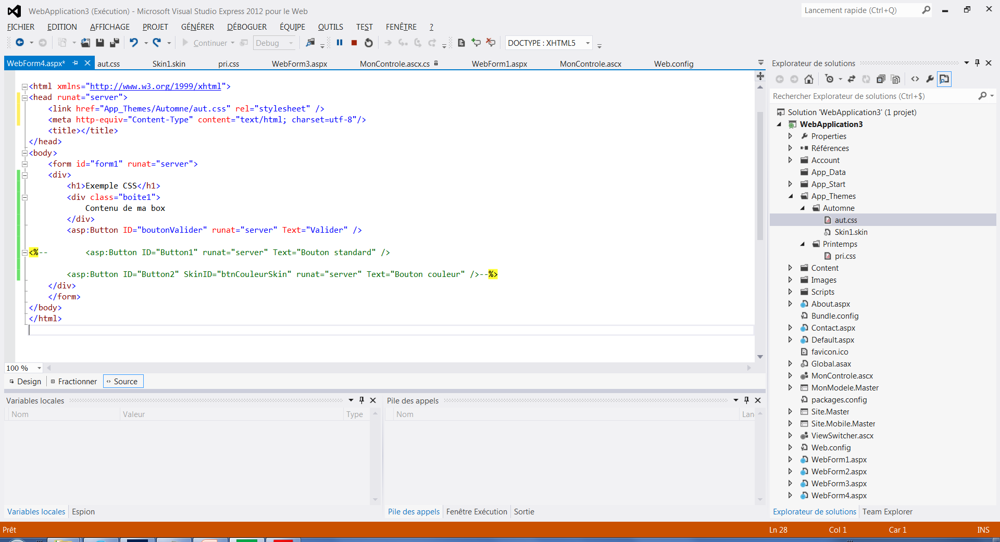 WebApplication3 (Exécution) - Microsoft Visual Studio Express 2012 pour le Web
Lancement rapide (Ctrl+Q)
FICHIER EDITION AFFICHAGE PROJET GÉNÉRER DÉBOGUER ÉQUIPE OUTILS TEST FENÊTRE ?
Continuer Debug DOCTYPE : XHTML5
WebForm4.aspx* aut.css Skin1.skin pri.css WebForm3.aspx MonControle.ascx.cs WebForm1.aspx MonControle.ascx Web.config
<html xmlns="http://www.w3.org/1999/xhtml">
<head runat="server">
<link href="App_Themes/Automne/aut.css" rel="stylesheet" />
<meta http-equiv="Content-Type" content="text/html; charset=utf-8"/>
<title></title>
</head>
<body>
<form id="form1" runat="server">
<div>
<h1>Exemple CSS</h1>
<div class="boite1">
Contenu de ma box
</div>
<asp:Button ID="boutonValider" runat="server" Text="Valider" />
<%-- <asp:Button ID="Button1" runat="server" Text="Bouton standard" />
<asp:Button ID="Button2" SkinID="btnCouleurSkin" runat="server" Text="Bouton couleur" />--%>
</div>
</form>
</body>
</html>
100 %
Design Fractionner Source
Variables locales
Nom Valeur Type
Variables locales Espion
Pile des appels
Nom Lan
Pile des appels Fenêtre Exécution Sortie
Explorateur de solutions
Rechercher Explorateur de solutions (Ctrl+$)
Solution 'WebApplication3' (1 projet)
WebApplication3
Properties
Références
Account
App_Data
App_Start
App_Themes
Automne
aut.css
Skin1.skin
Printemps
pri.css
Content
Images
Scripts
About.aspx
Bundle.config
Contact.aspx
Default.aspx
favicon.ico
Global.asax
MonControle.ascx
MonModele.Master
packages.config
Site.Master
Site.Mobile.Master
ViewSwitcher.ascx
Web.config
WebForm1.aspx
WebForm2.aspx
WebForm3.aspx
WebForm4.aspx
Explorateur de solutions Team Explorer
Prêt Ln 28 Col 1 Car 1 INS